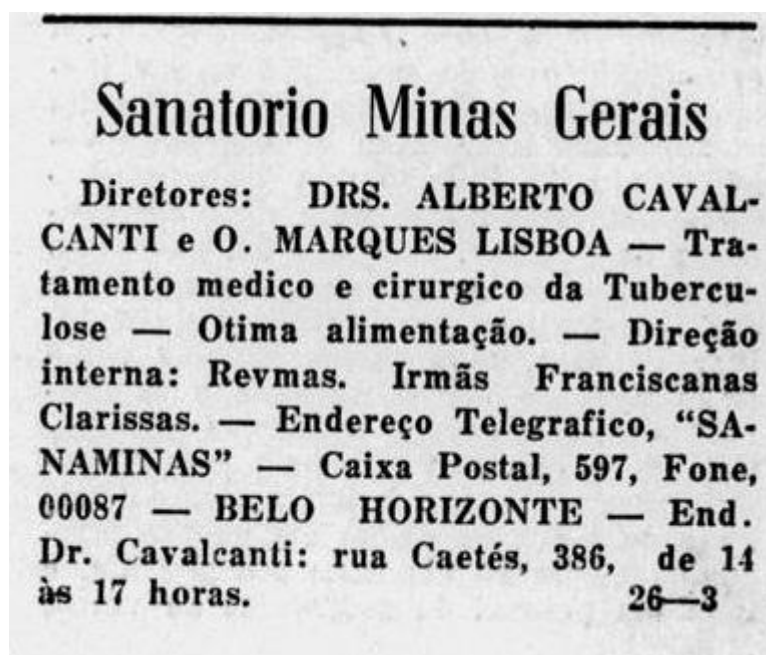 Sanatorio Minas Gerais
Diretores: DRS. ALBERTO CAVAL-
CANTI e O. MARQUES LISBOA — Tra-
tamento medico e cirurgico da Tubercu-
lose — Otima alimentação. — Direção
interna: Revmas. Irmãs Franciscanas
Clarissas. — Endereço Telegrafico, “SA-
NAMINAS” — Caixa Postal, 597, Fone,
00087 — BELO HORIZONTE — End.
Dr. Cavalcanti: rua Caetés, 386, de 14
às 17 horas. 26—3